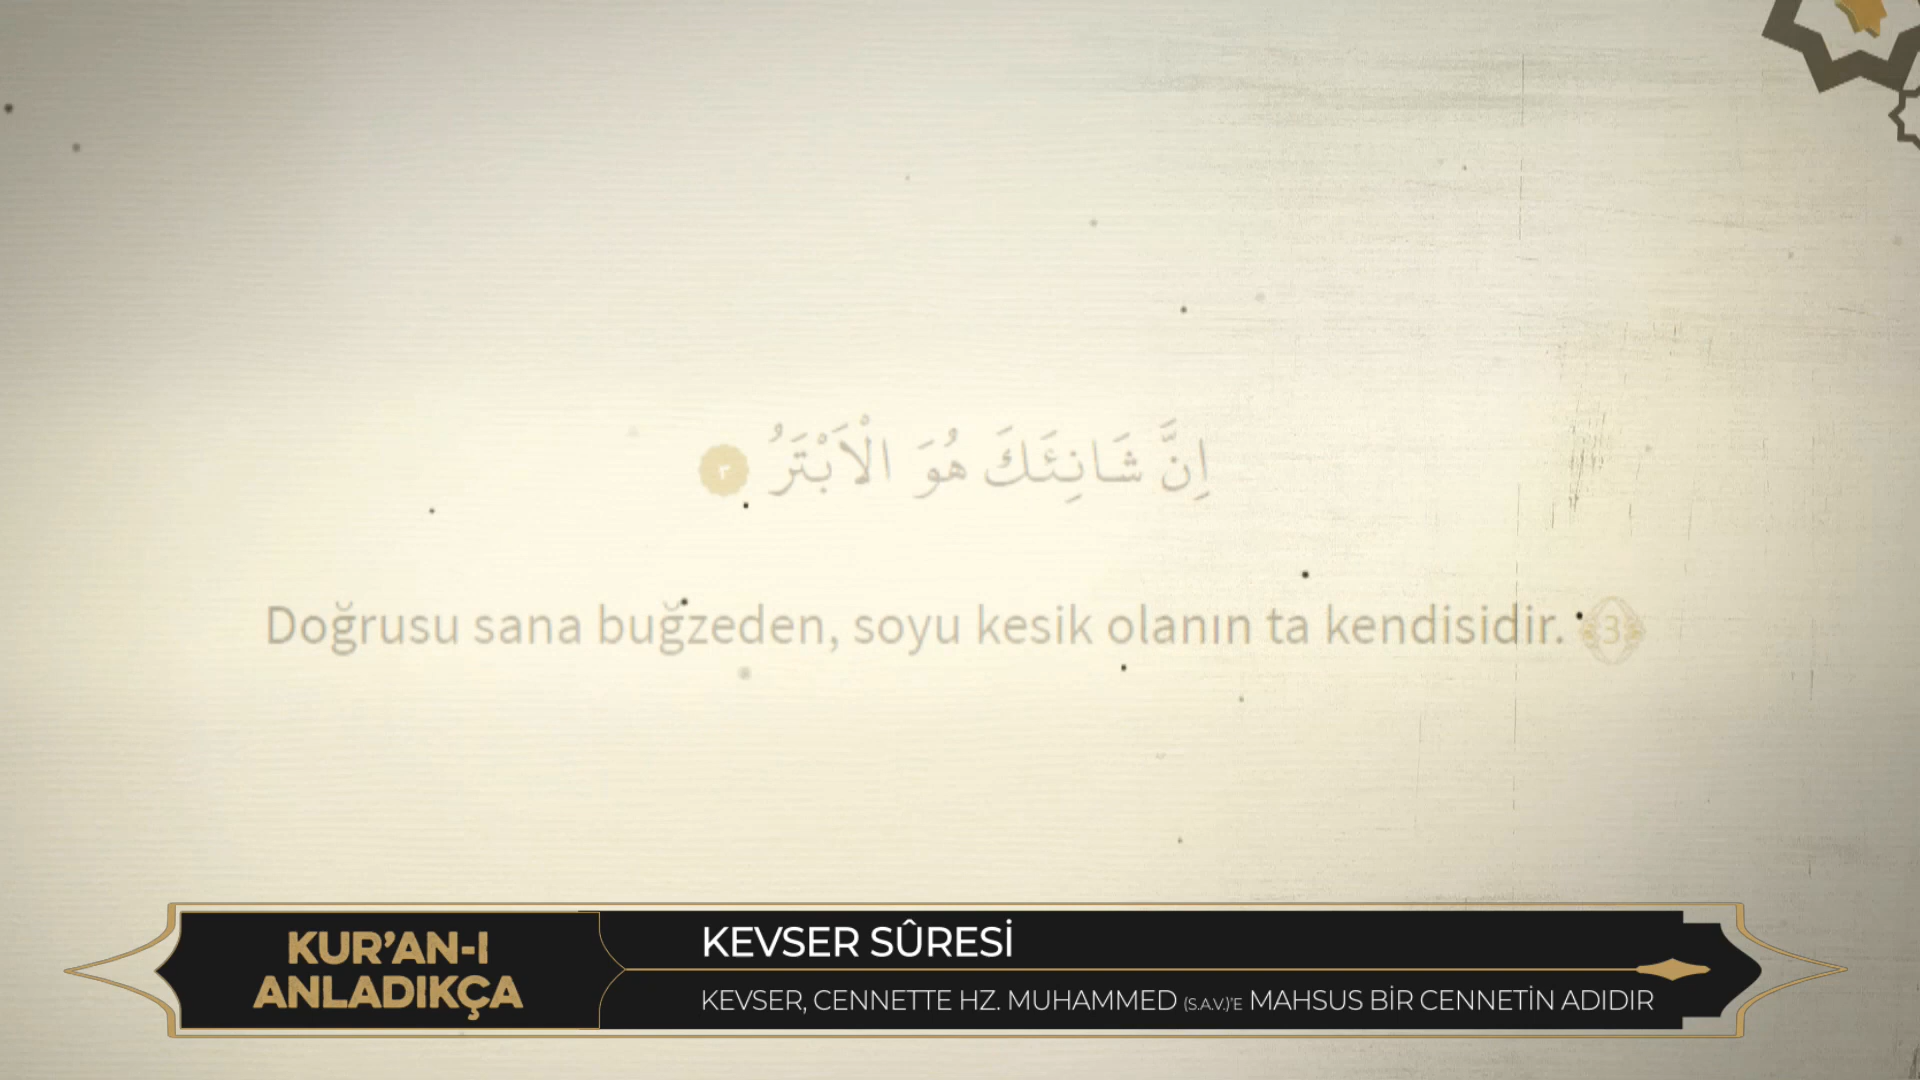 اِنَّ شَانِئَكَ هُوَ الْاَبْتَرُ ٣
Doğrusu sana buğzeden, soyu kesik olanın ta kendisidir. 3
KUR'AN-I
ANLADIKÇA
KEVSER SÛRESİ
KEVSER, CENNETTE HZ. MUHAMMED (S.A.V.)'E MAHSUS BİR CENNETİN ADIDIR